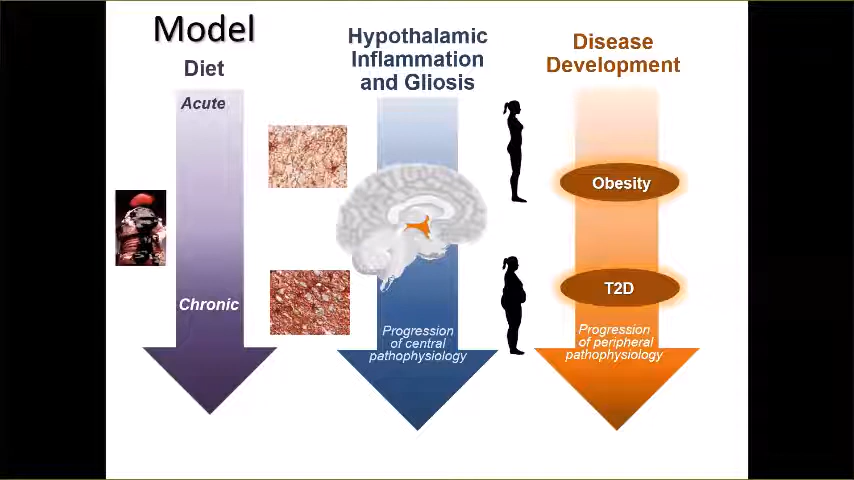 Model
Diet
Acute
Chronic
Hypothalamic
Inflammation
and Gliosis
Progression
of central
pathophysiology
Disease
Development
Obesity
T2D
Progression
of peripheral
pathophysiology